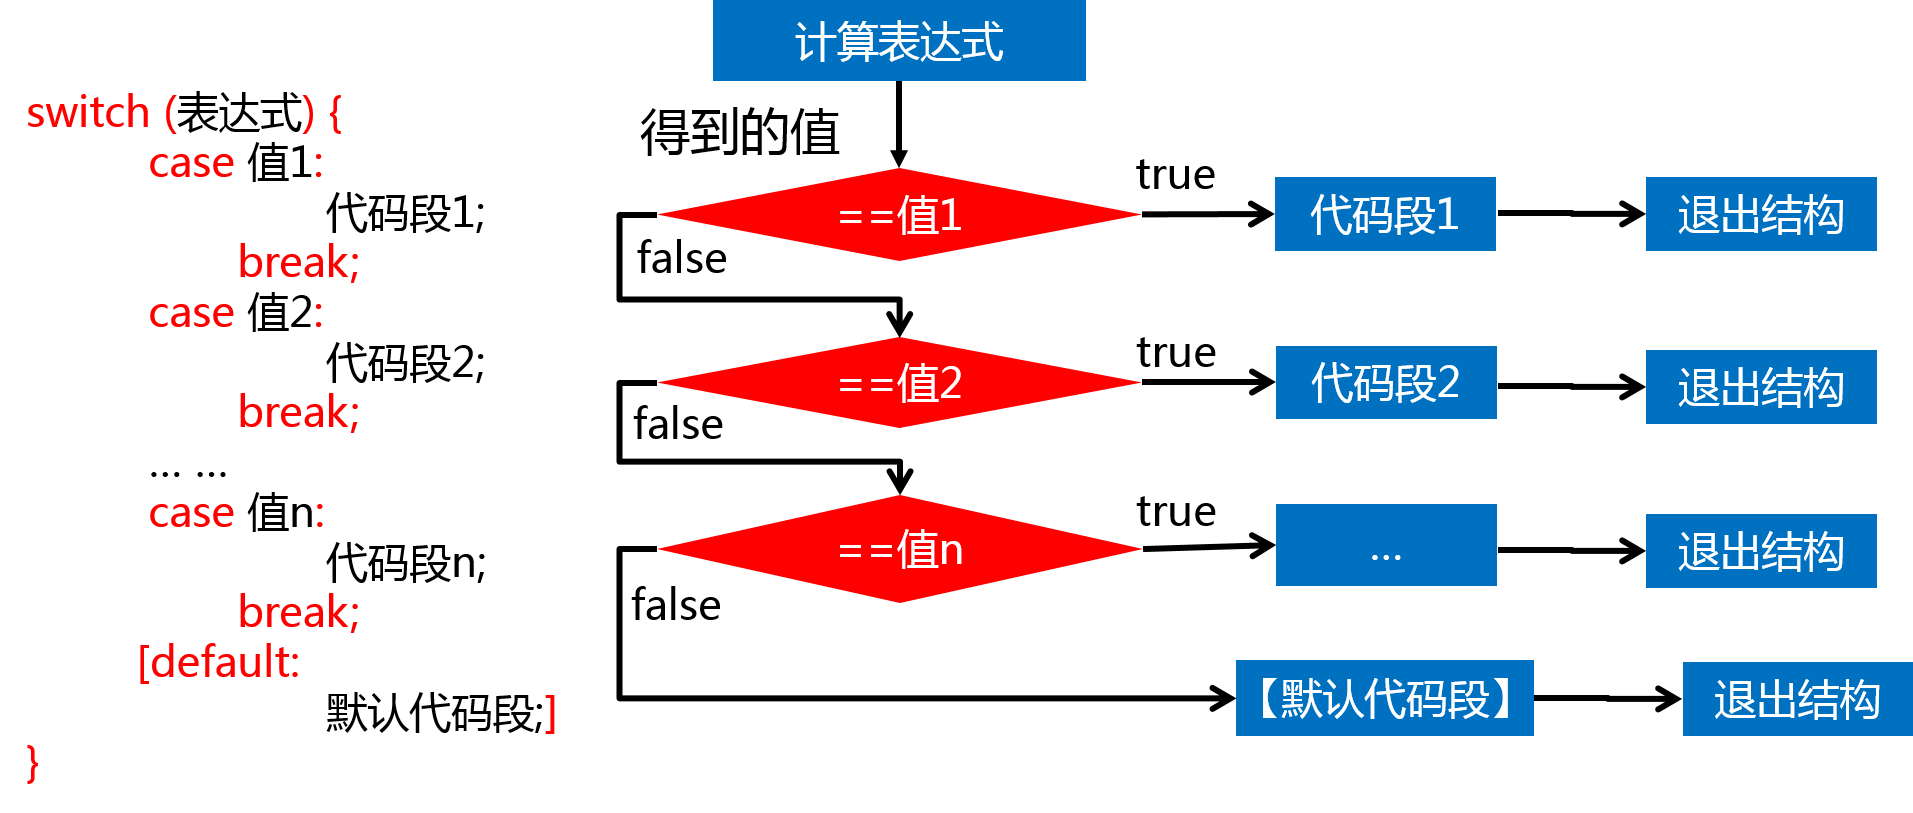 switch (表达式) {
case 值1:
代码段1;
break;
case 值2:
代码段2;
break;
... ...
case 值n:
代码段n;
break;
[default:
默认代码段;]
}
计算表达式
得到的值
==值1
true
代码段1
退出结构
false
==值2
true
代码段2
退出结构
false
==值n
true
...
退出结构
false
【默认代码段】
退出结构